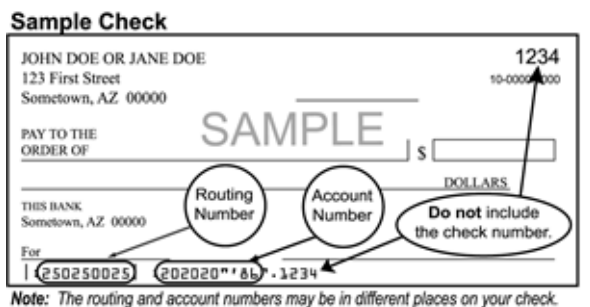 Sample Check
JOHN DOE OR JANE DOE
1234
123 First Street
Sometown, AZ 00000
SAMPLE
PAY TO THE
ORDER OF
$
DOLLARS
Routing
Number
Account
Number
Do not include
the check number.
THIS BANK
Sometown, AZ 00000
For
250250025 202020"'86".1234
Note: The routing and account numbers may be in different places on your check.